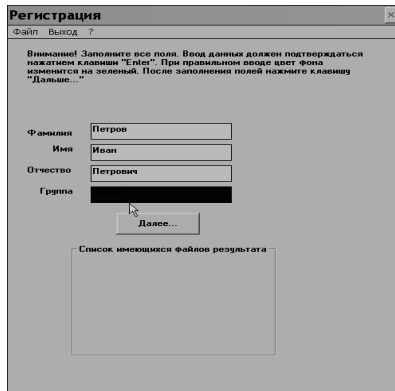 Регистрация
Файл Выход ?
Внимание! Заполните все поля. Ввод данных должен подтверждаться
нажатием клавиши "Enter". При правильном вводе цвет фона
изменится на зеленый. После заполнения полей нажмите клавишу
"Дальше..."
Фамилия Петров
Имя Иван
Отчество Петрович
Группа
Далее...
Список имеющихся файлов результата